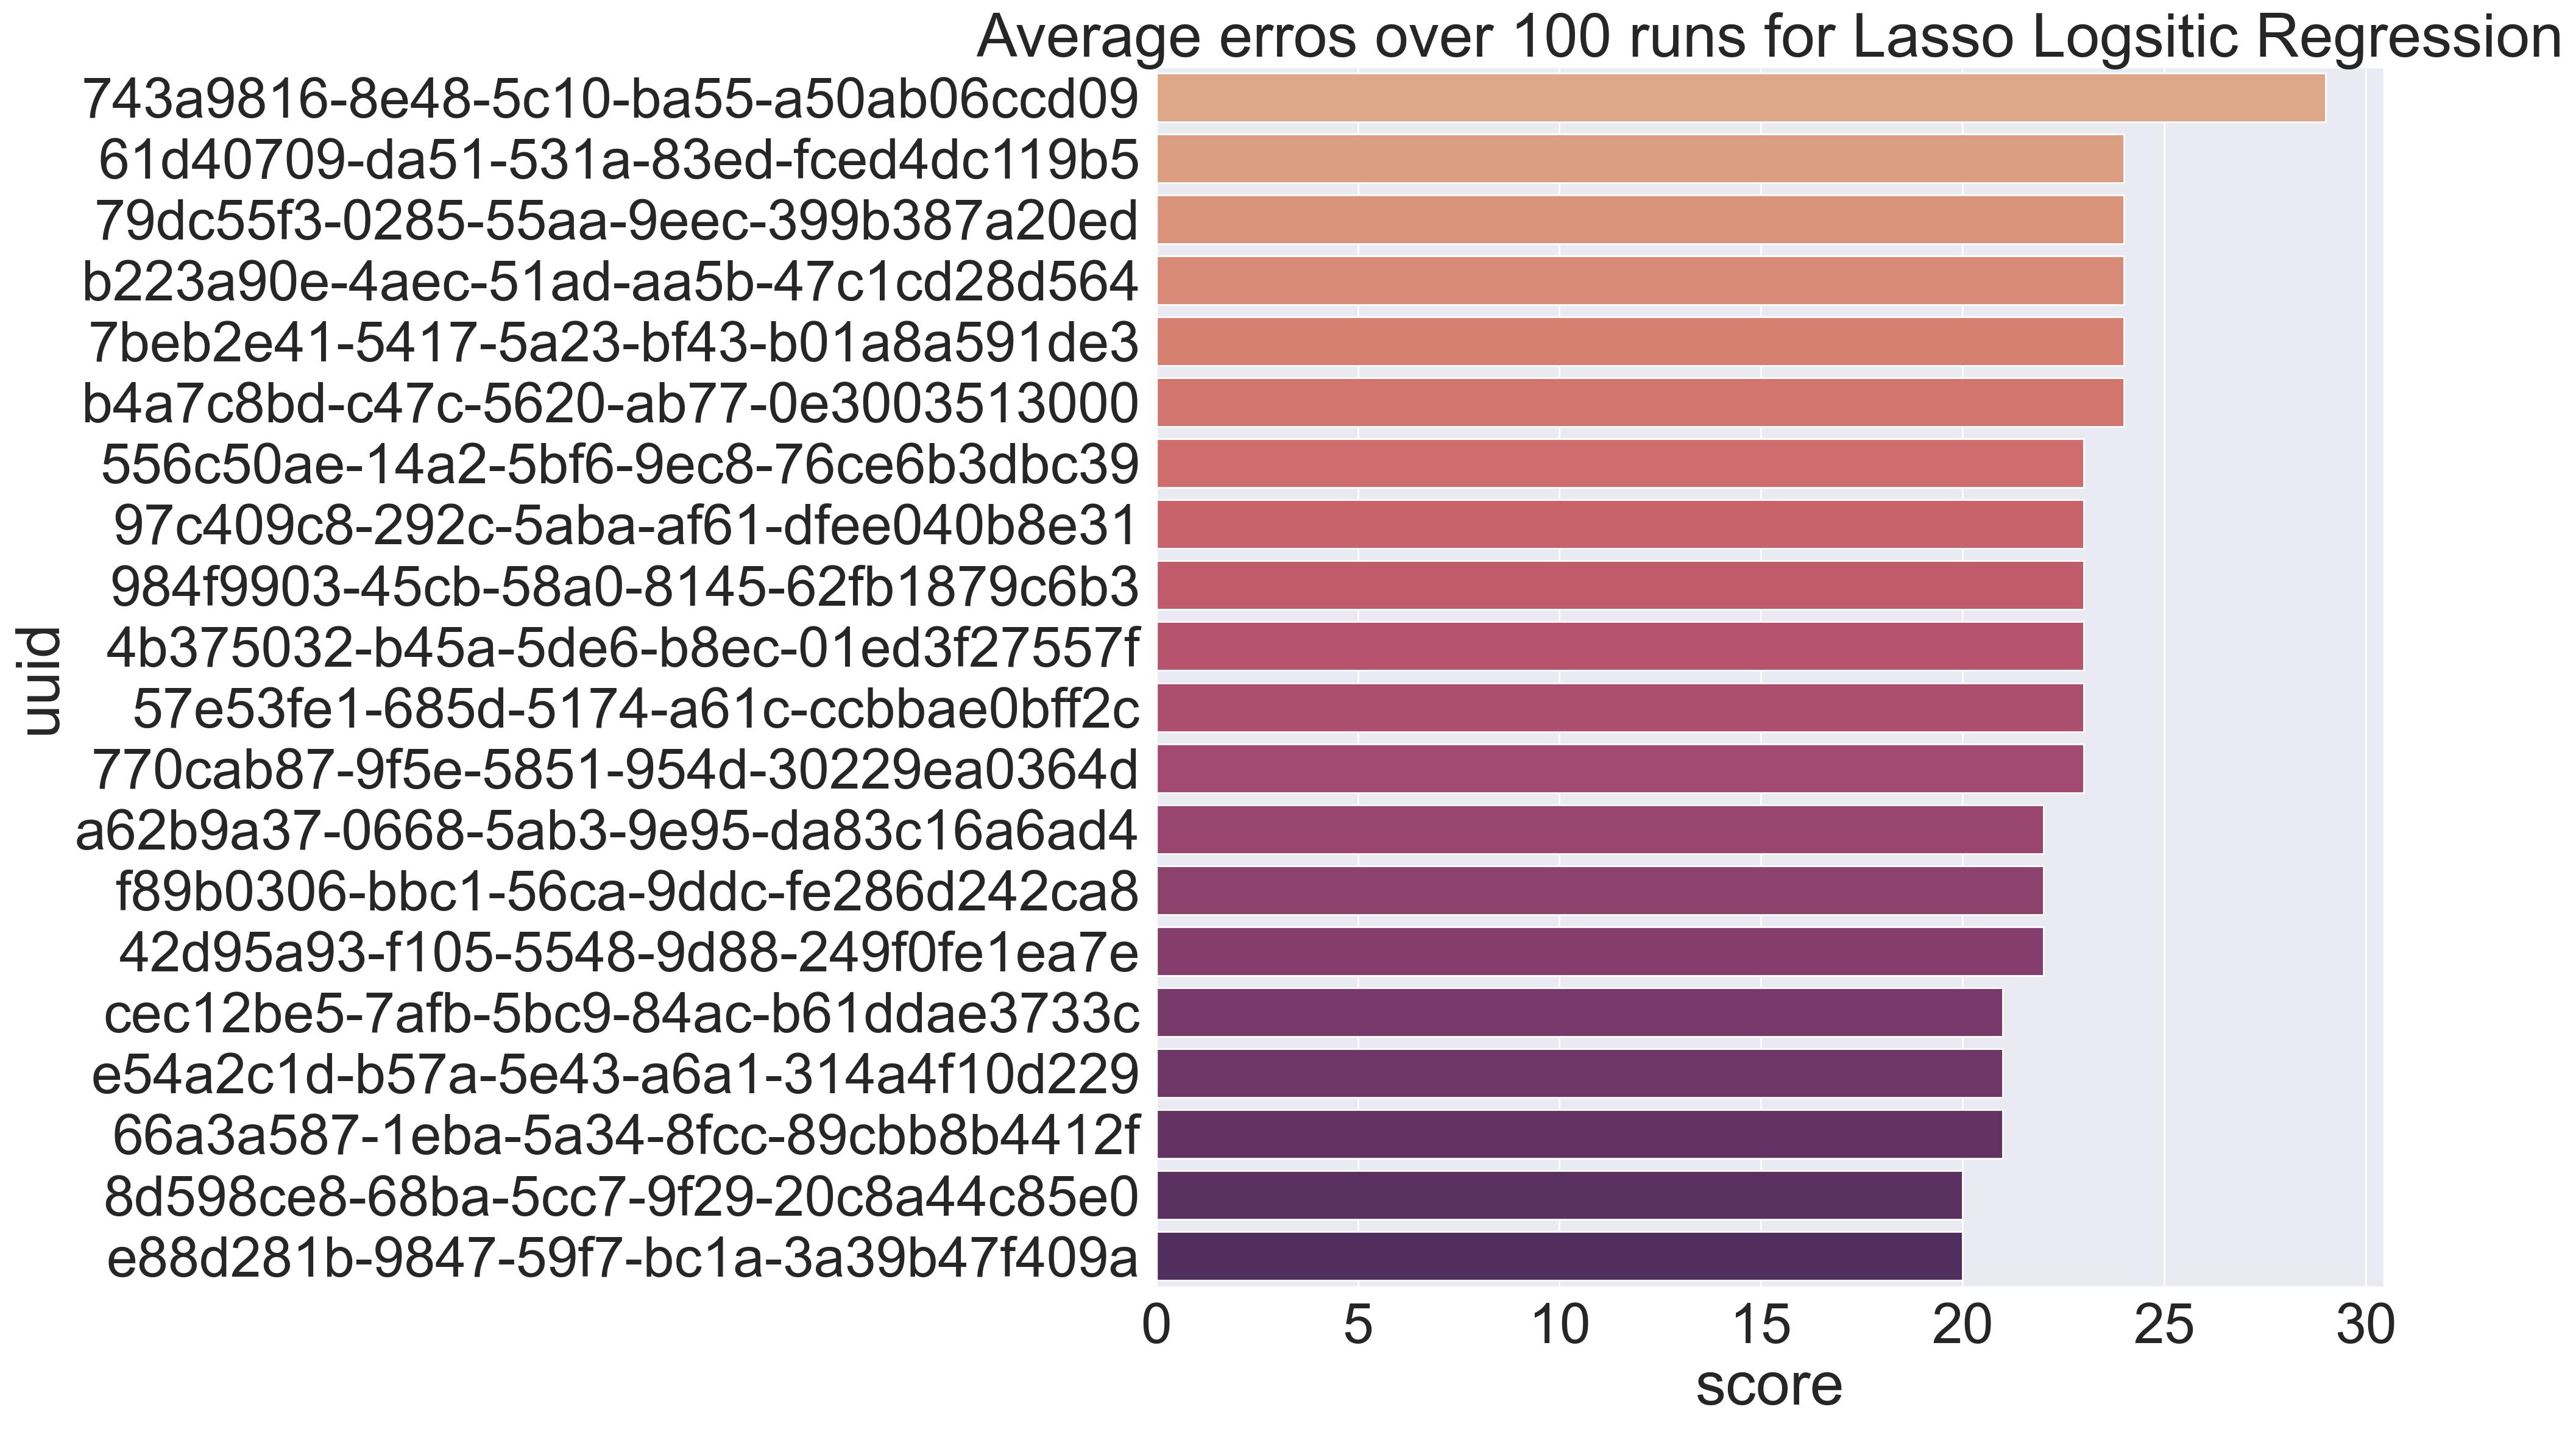 Average erros over 100 runs for Lasso Logsitic Regression
743a9816-8e48-5c10-ba55-a50ab06ccd09
61d40709-da51-531a-83ed-fced4dc119b5
79dc55f3-0285-55aa-9eec-399b387a20ed
b223a90e-4aec-51ad-aa5b-47c1cd28d564
7beb2e41-5417-5a23-bf43-b01a8a591de3
b4a7c8bd-c47c-5620-ab77-0e3003513000
556c50ae-14a2-5bf6-9ec8-76ce6b3dbc39
97c409c8-292c-5aba-af61-dfee040b8e31
984f9903-45cb-58a0-8145-62fb1879c6b3
4b375032-b45a-5de6-b8ec-01ed3f27557f
57e53fe1-685d-5174-a61c-ccbbae0bff2c
770cab87-9f5e-5851-954d-30229ea0364d
a62b9a37-0668-5ab3-9e95-da83c16a6ad4
f89b0306-bbc1-56ca-9ddc-fe286d242ca8
42d95a93-f105-5548-9d88-249f0fe1ea7e
cec12be5-7afb-5bc9-84ac-b61ddae3733c
e54a2c1d-b57a-5e43-a6a1-314a4f10d229
66a3a587-1eba-5a34-8fcc-89cbb8b4412f
8d598ce8-68ba-5cc7-9f29-20c8a44c85e0
e88d281b-9847-59f7-bc1a-3a39b47f409a
uuid
0 5 10 15 20 25 30
score